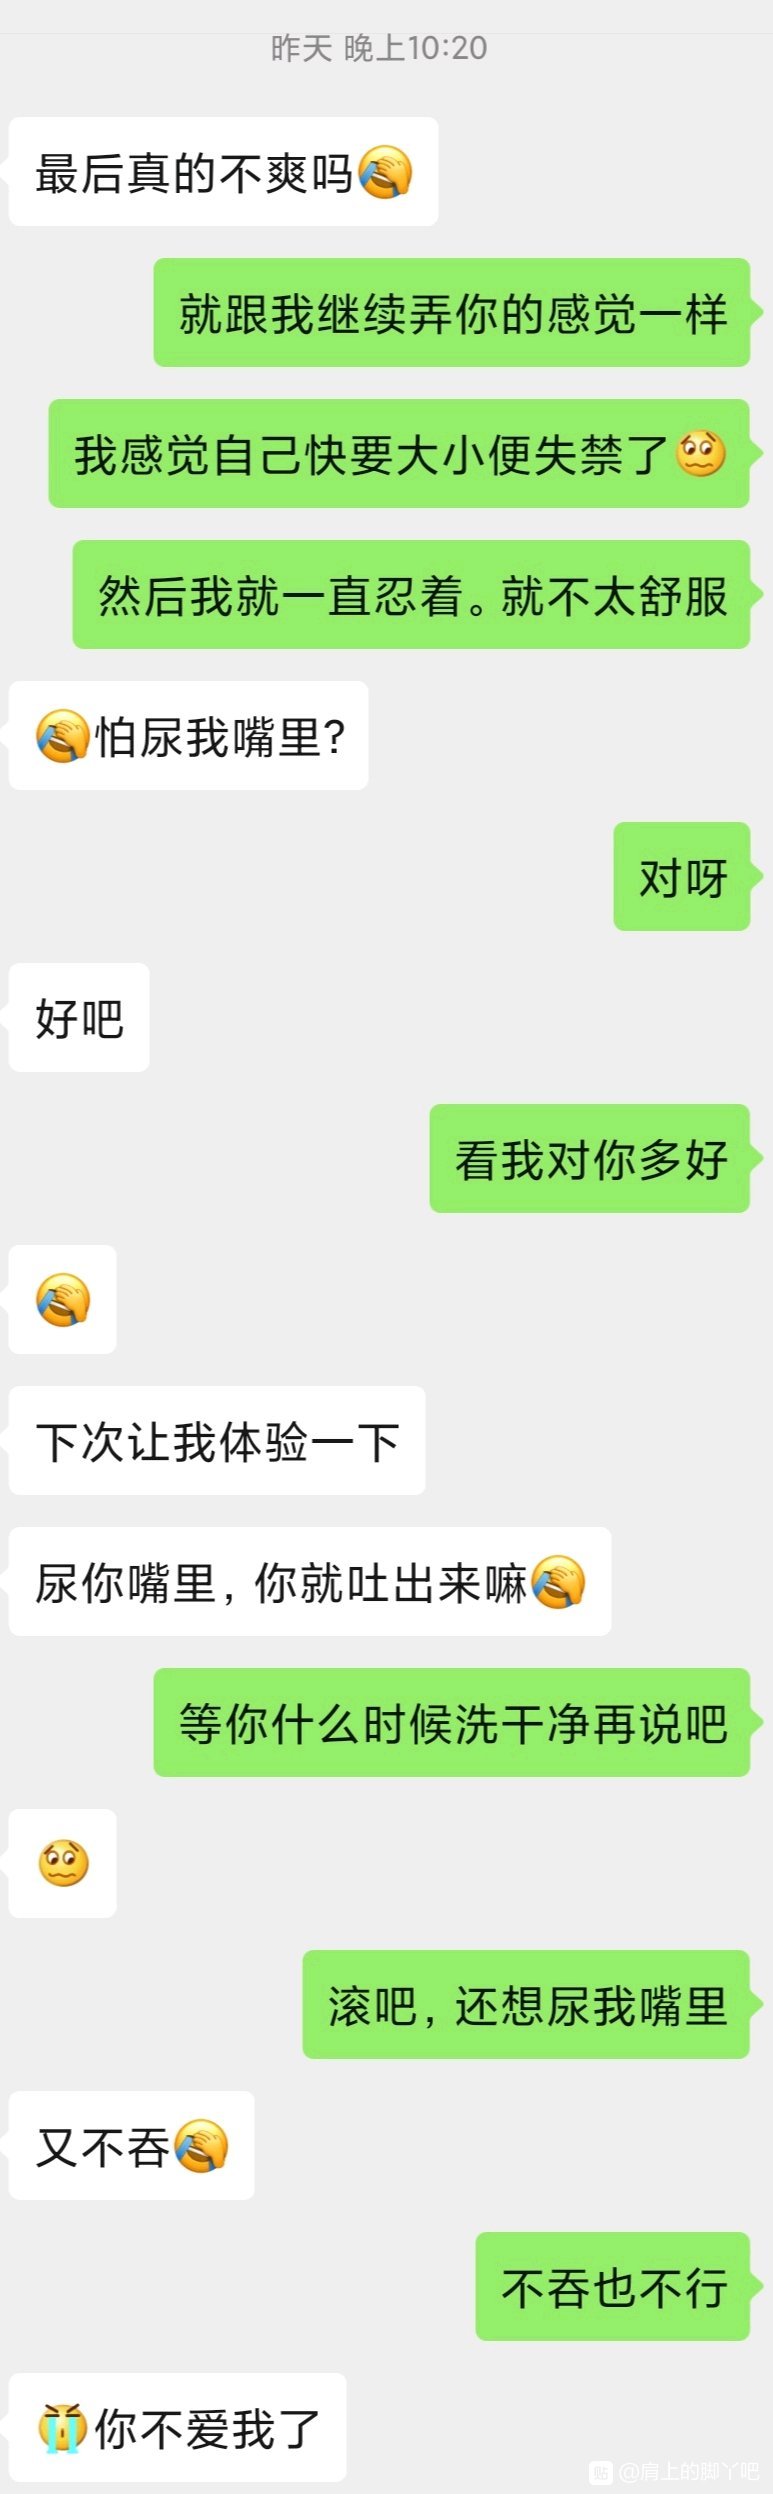 昨天 晚上10:20
最后真的不爽吗
就跟我继续弄你的感觉一样
我感觉自己快要大小便失禁了
然后我就一直忍着。就不太舒服
怕尿我嘴里?
对呀
好吧
看我对你多好
下次让我体验一下
尿你嘴里,你就吐出来嘛
等你什么时候洗干净再说吧
滚吧,还想尿我嘴里
又不吞
不吞也不行
你不爱我了
贴 @肩上的脚丫吧